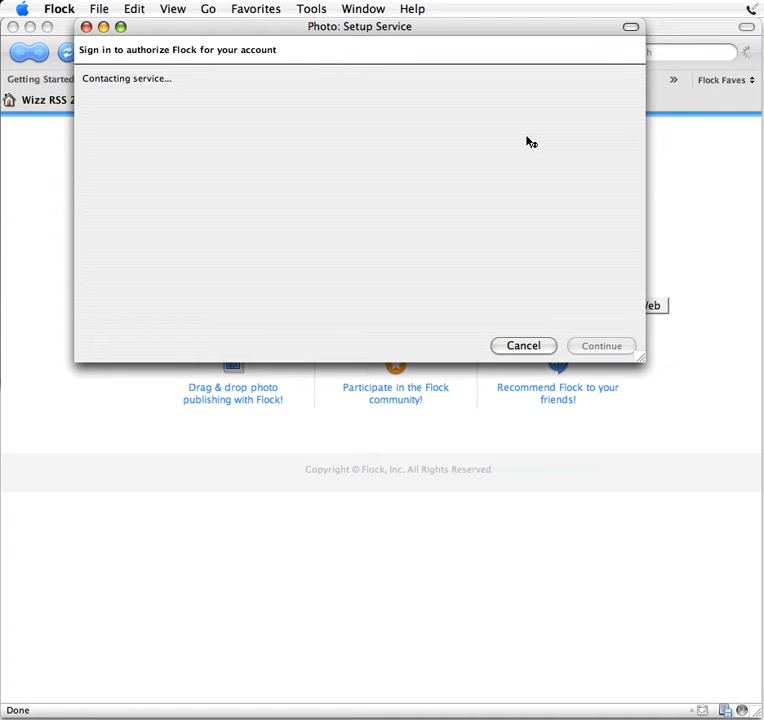 Flock File Edit View Go Favorites Tools Window Help
Photo: Setup Service
Sign in to authorize Flock for your account
Contacting service...
Getting Started
Flock Faves
Wizz RSS 2
Cancel Continue
Drag & drop photo
publishing with Flock!
Participate in the Flock
community!
Recommend Flock to your
friends!
Copyright © Flock, Inc. All Rights Reserved
Done